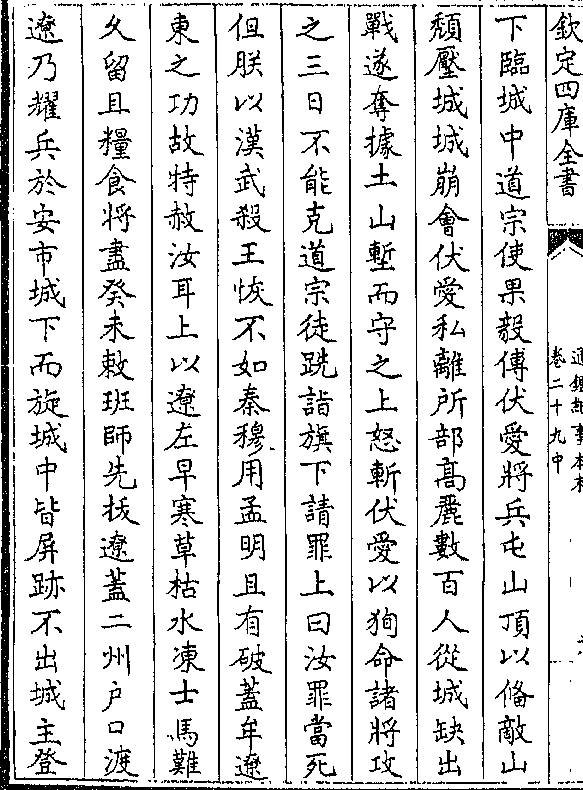 欽定四庫全書
卷二十九中
下臨城中道宗使果毅傅伏愛將兵屯山頂以備敵山
頹壓城城崩會伏愛私離所部高麗數百人從城缺出
戰遂奪據土山塹而守之上怒斬伏愛以狥命諸將攻
之三日不能克道宗徒跣詣旗下請罪上曰汝罪當死
但朕以漢武殺王恢不如秦穆用孟明且有破蓋牟遼
東之功故特赦汝耳上以遼左早寒草枯水凍士馬難
乆留且糧食將盡癸未敕班師先拔遼蓋二州户口渡
遼乃耀兵於安市城下而旋城中皆屏跡不出城主登